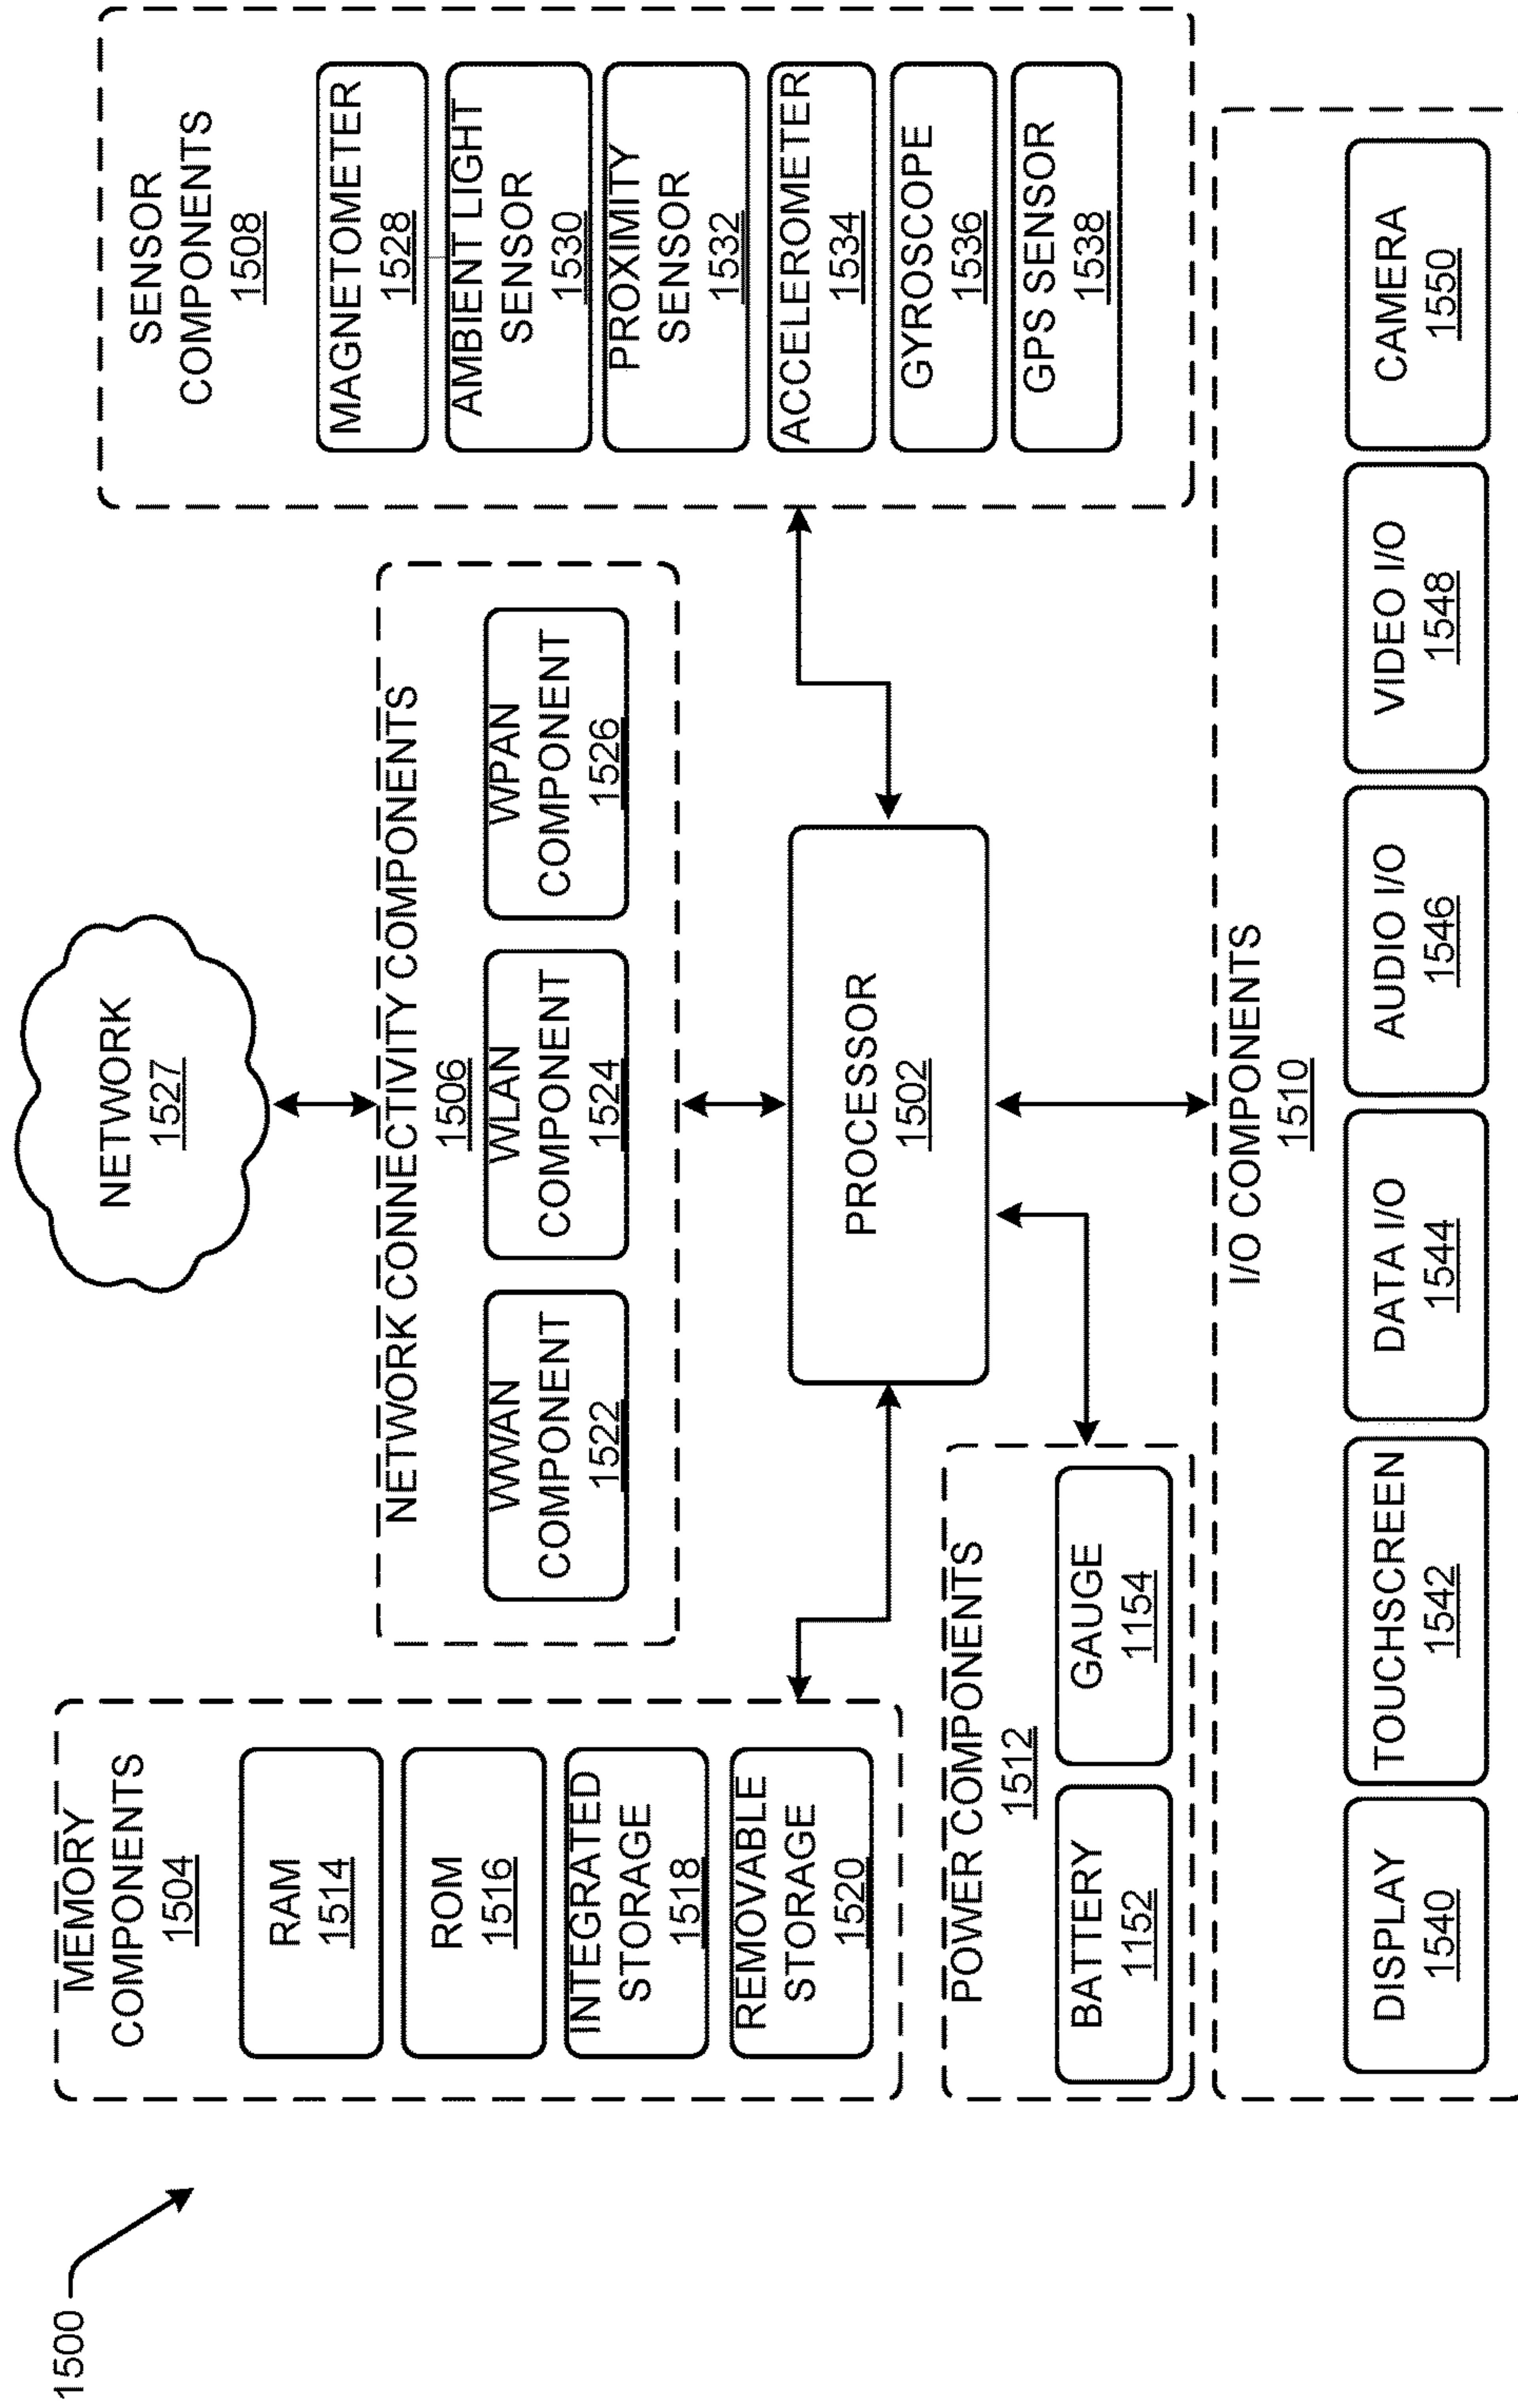 1500
MEMORY
COMPONENTS
1504
RAM
1514
ROM
1516
INTEGRATED
STORAGE
1518
REMOVABLE
STORAGE
1520
NETWORK
1527
NETWORK CONNECTIVITY COMPONENTS
1506
WWAN
COMPONENT
1522
WLAN
COMPONENT
1524
WPAN
COMPONENT
1526
SENSOR
COMPONENTS
1508
MAGNETOMETER
1528
AMBIENT LIGHT
SENSOR
1530
PROXIMITY
SENSOR
1532
ACCELEROMETER
1534
GYROSCOPE
1536
GPS SENSOR
1538
PROCESSOR
1502
POWER COMPONENTS
1512
BATTERY
1152
GAUGE
1154
I/O COMPONENTS
1510
DISPLAY
1540
TOUCHSCREEN
1542
DATA I/O
1544
AUDIO I/O
1546
VIDEO I/O
1548
CAMERA
1550